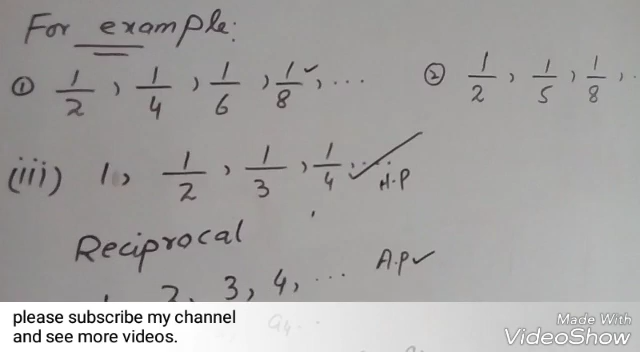 For example:
① 1/2, 1/4, 1/6, 1/8, ... ② 1/2, 1/5, 1/8, ..
(iii) 1, 1/2, 1/3, 1/4, ... H.P
Reciprocal
1, 2, 3, 4, ... A.P
please subscribe my channel
and see more videos.
Made With
VideoShow